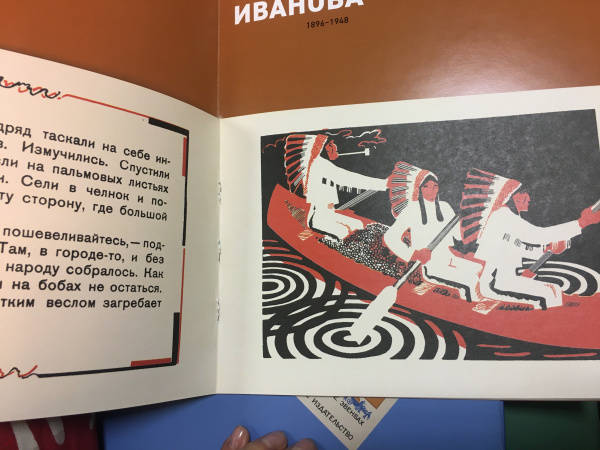 ИВАНОВА
1896–1948
дряд таскали на себе ин-
в. Измучились. Спустили
ли на пальмовых листьях
и. Сели в челнок и по-
ту сторону, где большой
пошевеливайтесь, — под-
Там, в городе-то, и без
народу собралось. Как
и на бобах не остаться.
тким веслом загребает
ЭВЕНБАХ
ИЗДАТЕЛЬСТВО